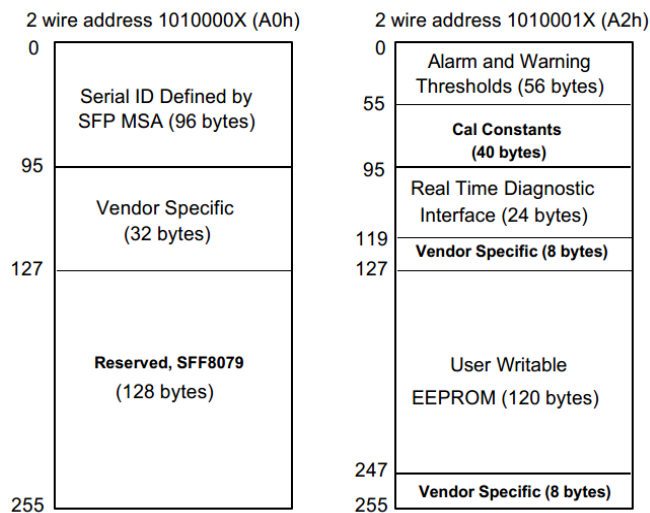 2 wire address 1010000X (A0h)
0
Serial ID Defined by
SFP MSA (96 bytes)
95
Vendor Specific
(32 bytes)
127
Reserved, SFF8079
(128 bytes)
255
2 wire address 1010001X (A2h)
0
Alarm and Warning
Thresholds (56 bytes)
55
Cal Constants
(40 bytes)
95
Real Time Diagnostic
Interface (24 bytes)
119
Vendor Specific (8 bytes)
127
User Writable
EEPROM (120 bytes)
247
Vendor Specific (8 bytes)
255